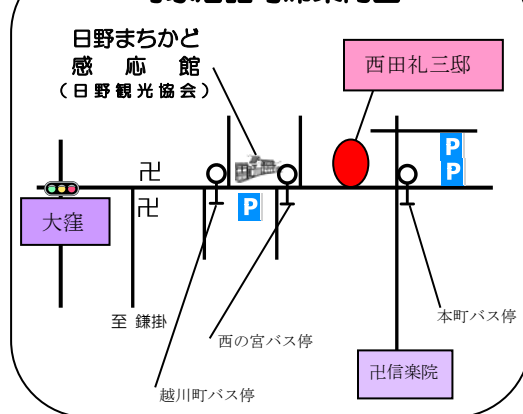 日野まちかど
感応館
（日野観光協会）
西田礼三邸
P
P
卍
卍
P
大窪
至 鎌掛
本町バス停
西の宮バス停
卍信楽院
越川町バス停